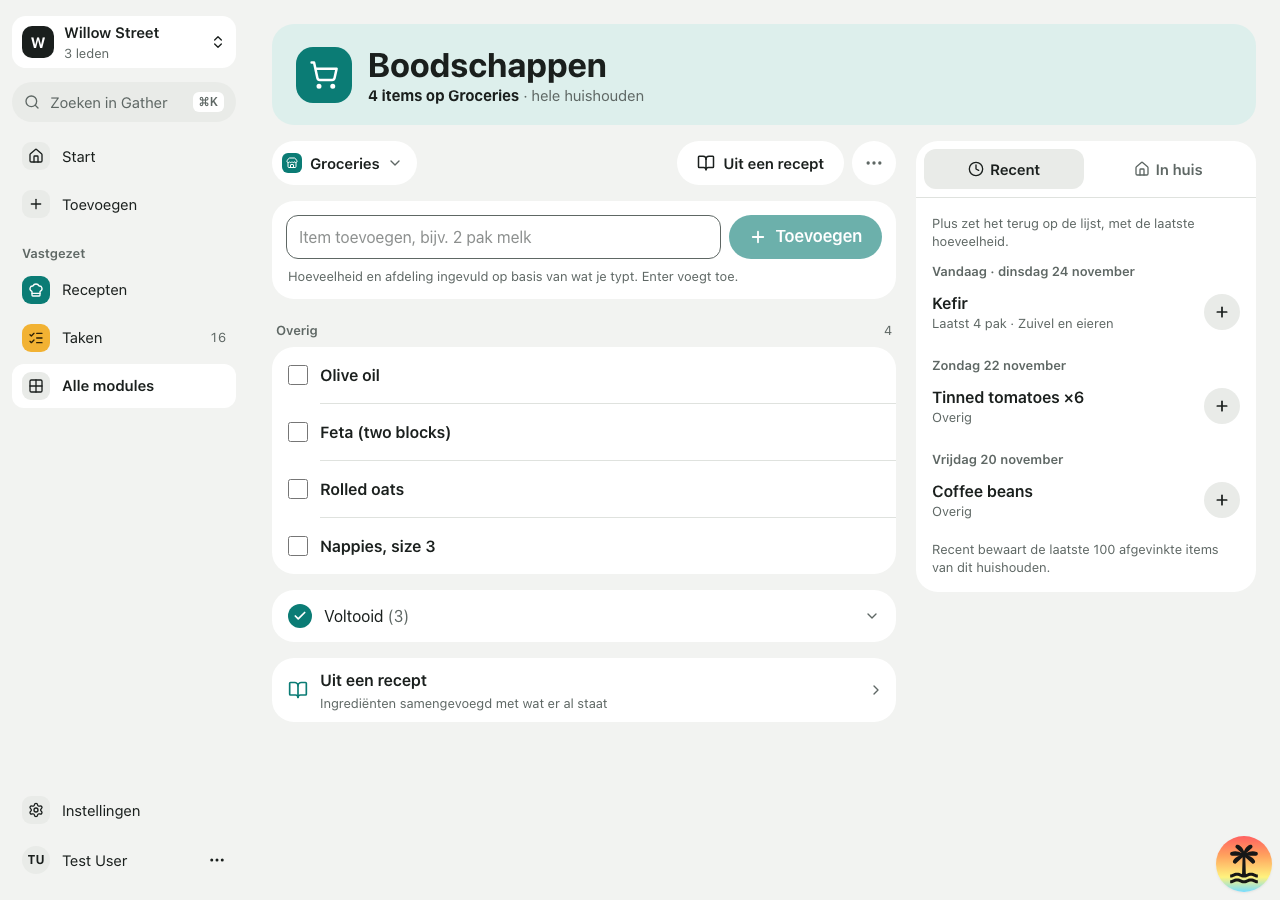 W
Willow Street
3 leden
Zoeken in Gather
⌘K
Start
Toevoegen
Vastgezet
Recepten
Taken
16
Alle modules
Instellingen
TU
Test User
Boodschappen
4 items op Groceries · hele huishouden
Groceries
Uit een recept
Item toevoegen, bijv. 2 pak melk
Toevoegen
Hoeveelheid en afdeling ingevuld op basis van wat je typt. Enter voegt toe.
Overig
4
Olive oil
Feta (two blocks)
Rolled oats
Nappies, size 3
Voltooid (3)
Uit een recept
Ingrediënten samengevoegd met wat er al staat
Recent
In huis
Plus zet het terug op de lijst, met de laatste
hoeveelheid.
Vandaag · dinsdag 24 november
Kefir
Laatst 4 pak · Zuivel en eieren
Zondag 22 november
Tinned tomatoes ×6
Overig
Vrijdag 20 november
Coffee beans
Overig
Recent bewaart de laatste 100 afgevinkte items
van dit huishouden.